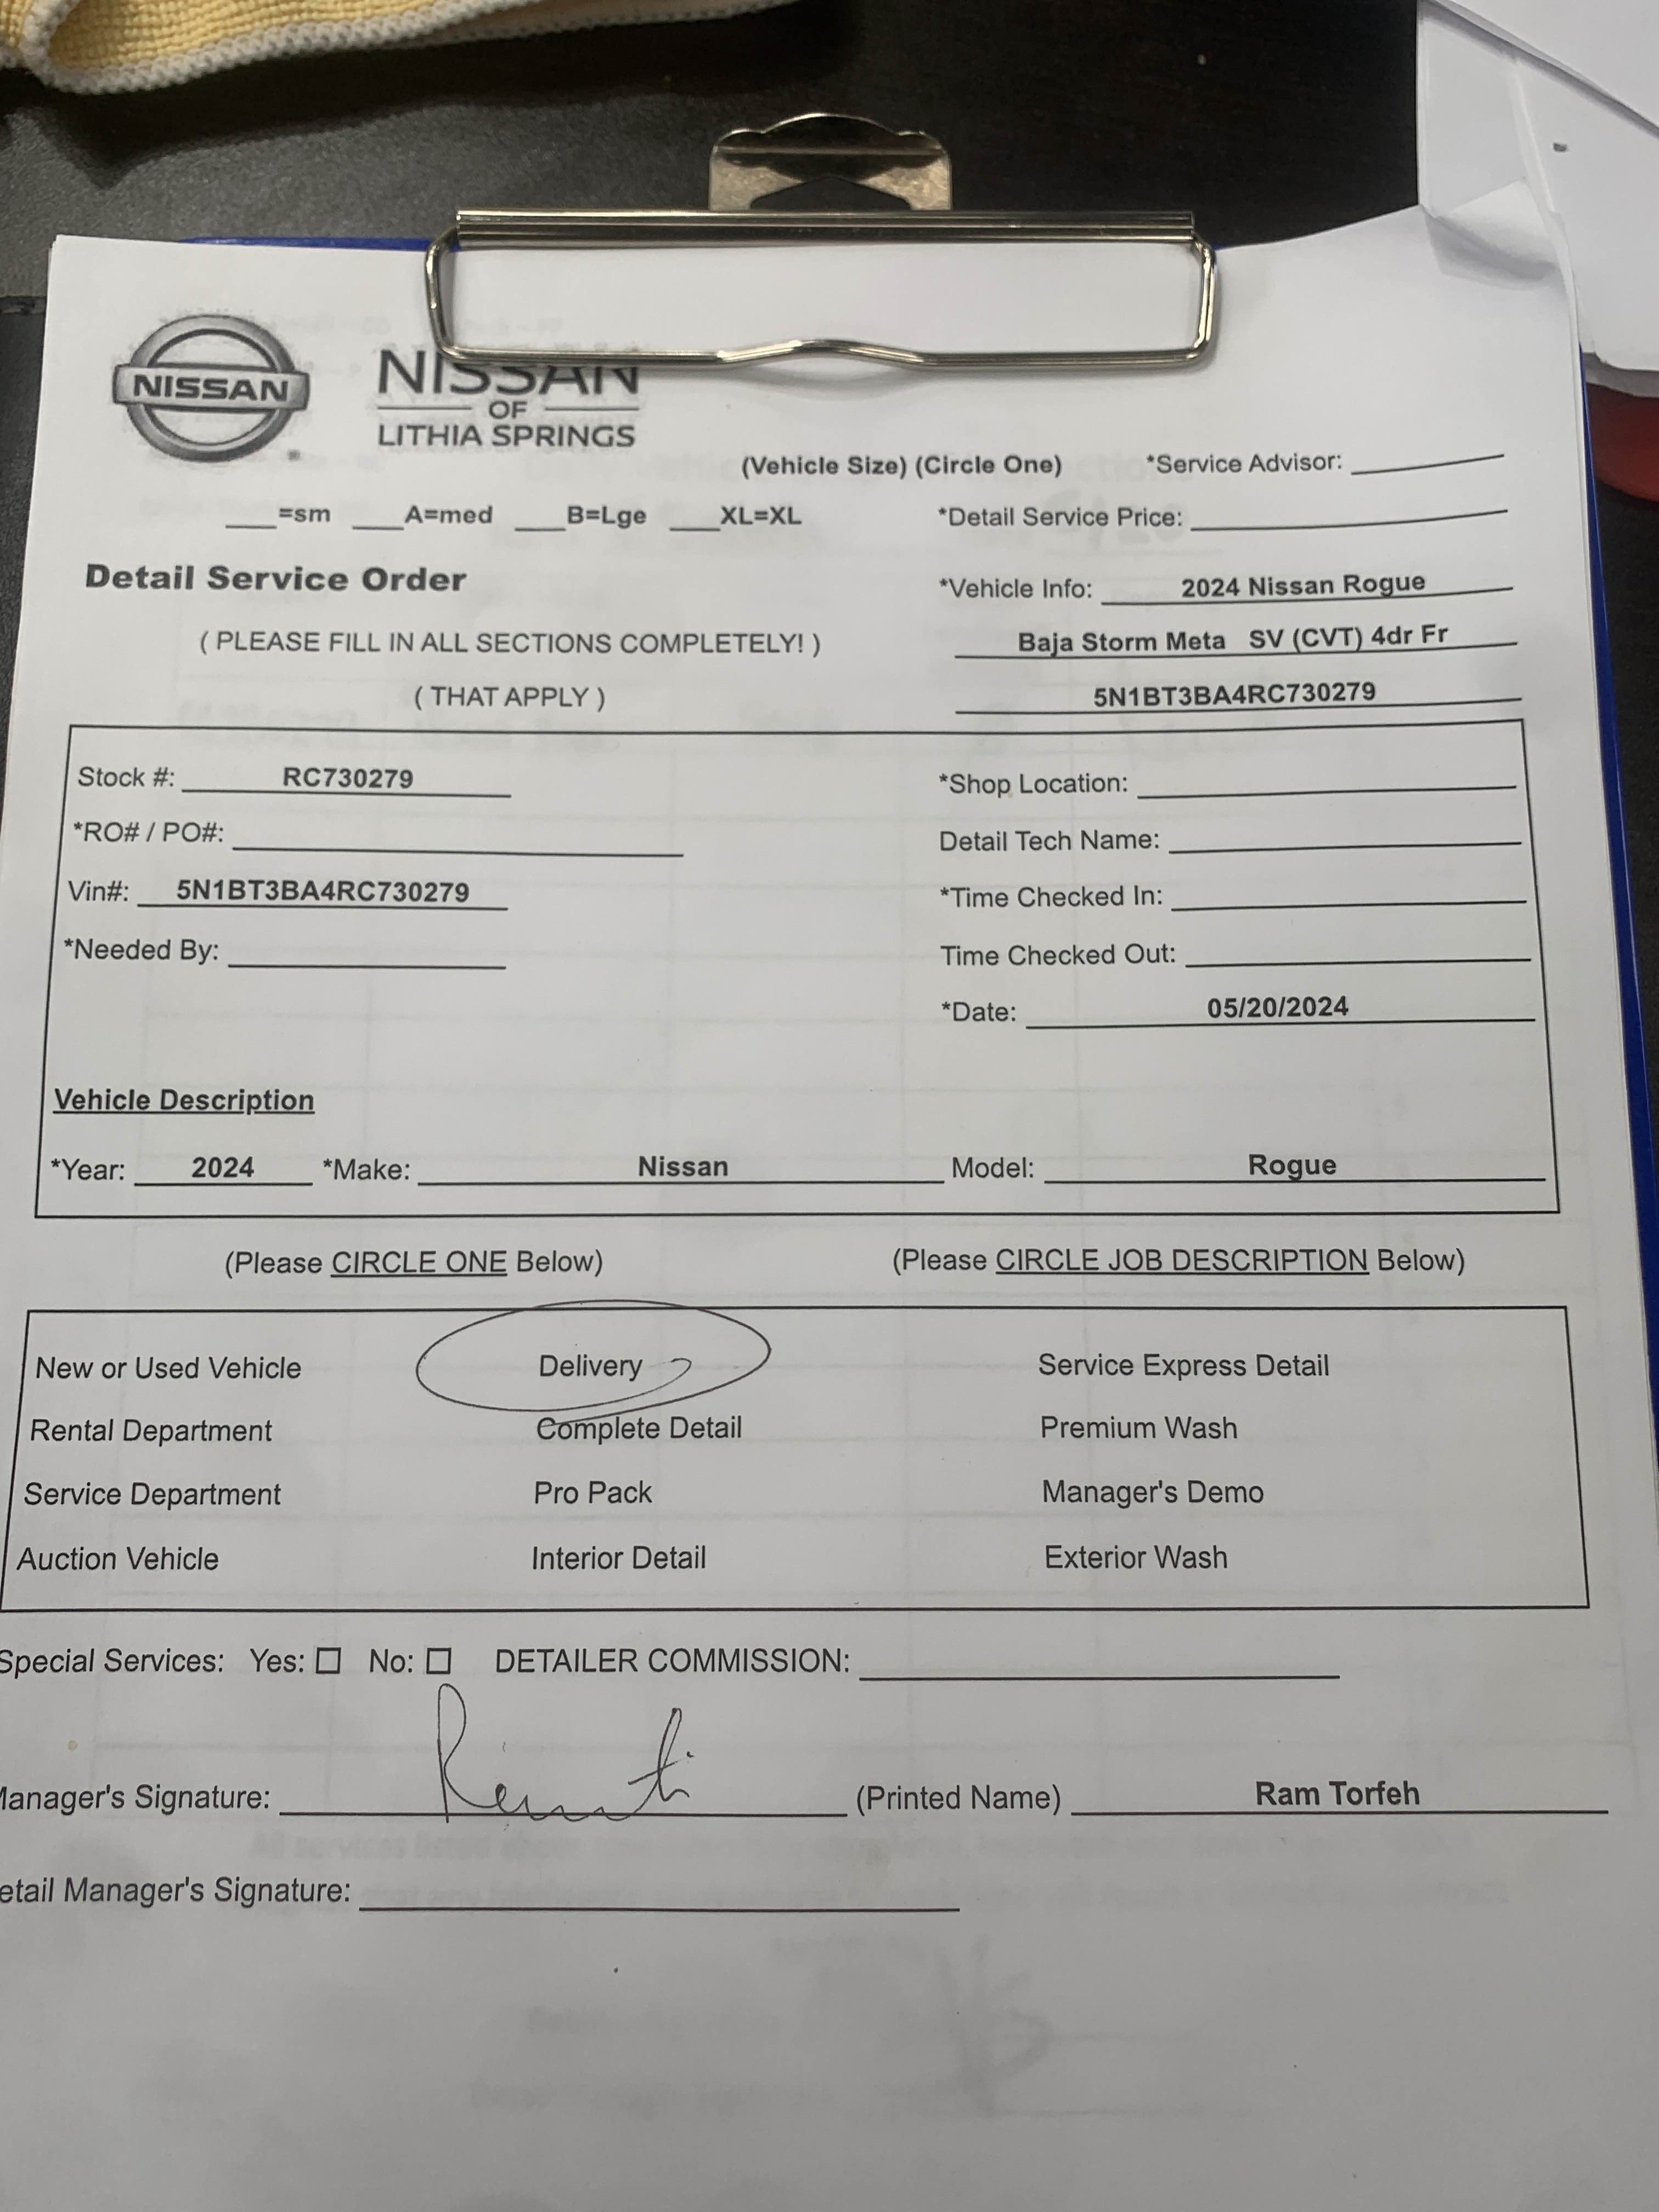 NISSAN
NISSAN
OF
LITHIA SPRINGS
(Vehicle Size) (Circle One) *Service Advisor:
___=sm ___A=med ___B=Lge ___XL=XL *Detail Service Price:
Detail Service Order
*Vehicle Info: 2024 Nissan Rogue
( PLEASE FILL IN ALL SECTIONS COMPLETELY! ) Baja Storm Meta SV (CVT) 4dr Fr
( THAT APPLY ) 5N1BT3BA4RC730279
Stock #: RC730279 *Shop Location:
*RO# / PO#: Detail Tech Name:
Vin#: 5N1BT3BA4RC730279 *Time Checked In:
*Needed By: Time Checked Out:
*Date: 05/20/2024
Vehicle Description
*Year: 2024 *Make: Nissan Model: Rogue
(Please CIRCLE ONE Below) (Please CIRCLE JOB DESCRIPTION Below)
New or Used Vehicle Delivery Service Express Detail
Rental Department Complete Detail Premium Wash
Service Department Pro Pack Manager's Demo
Auction Vehicle Interior Detail Exterior Wash
Special Services: Yes: ☐ No: ☐ DETAILER COMMISSION:
Manager's Signature: (Printed Name) Ram Torfeh
etail Manager's Signature: